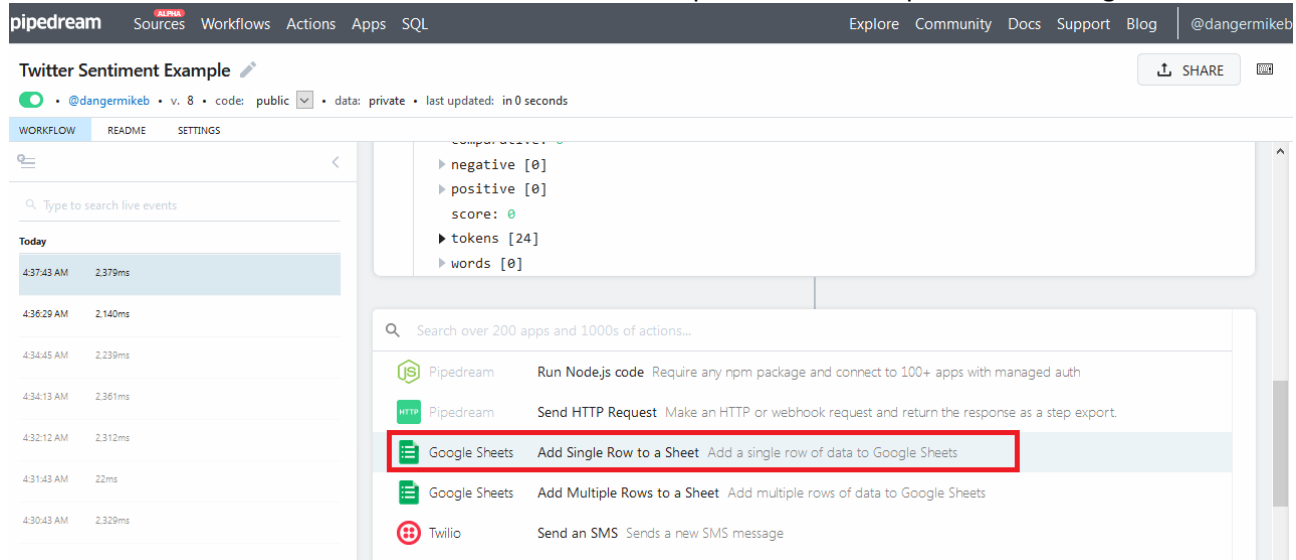 pipedream Sources ALPHA Workflows Actions Apps SQL Explore Community Docs Support Blog @dangermikeb
Twitter Sentiment Example SHARE
• @dangermikeb • v. 8 • code: public • data: private • last updated: in 0 seconds
WORKFLOW README SETTINGS
negative [0]
positive [0]
Type to search live events
score: 0
Today
tokens [24]
words [0]
4:37:43 AM 2,379ms
4:36:29 AM 2,140ms
Search over 200 apps and 1000s of actions...
4:34:45 AM 2,239ms
JS Pipedream Run Node.js code Require any npm package and connect to 100+ apps with managed auth
4:34:13 AM 2,361ms
HTTP Pipedream Send HTTP Request Make an HTTP or webhook request and return the response as a step export.
4:32:12 AM 2,312ms
Google Sheets Add Single Row to a Sheet Add a single row of data to Google Sheets
4:31:43 AM 22ms
Google Sheets Add Multiple Rows to a Sheet Add multiple rows of data to Google Sheets
4:30:43 AM 2,329ms
Twilio Send an SMS Sends a new SMS message